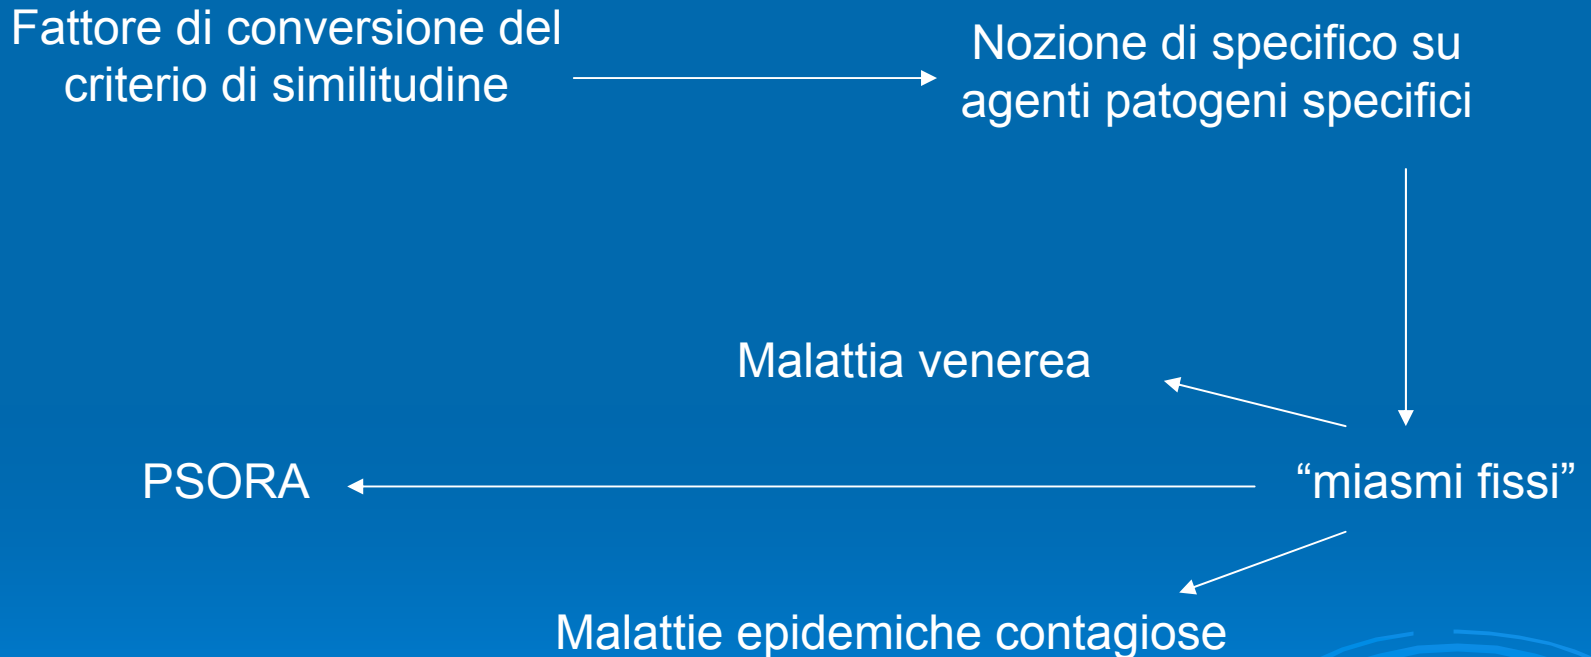 Fattore di conversione del
criterio di similitudine
Nozione di specifico su
agenti patogeni specifici
Malattia venerea
PSORA
“miasmi fissi”
Malattie epidemiche contagiose